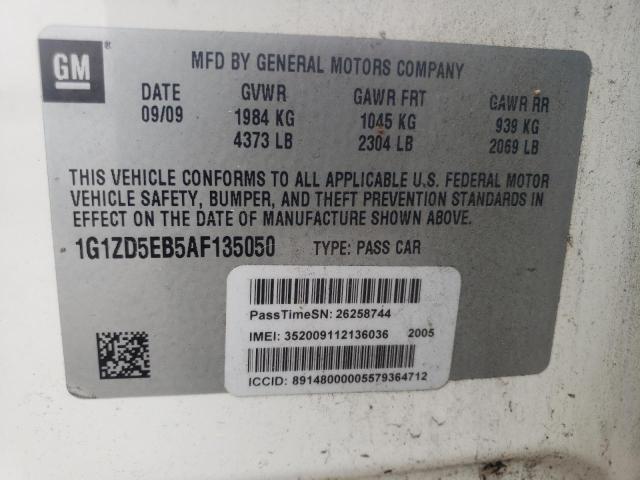 GM ®
MFD BY GENERAL MOTORS COMPANY
DATE GVWR GAWR FRT GAWR RR
09/09 1984 KG 1045 KG 939 KG
4373 LB 2304 LB 2069 LB
THIS VEHICLE CONFORMS TO ALL APPLICABLE U.S. FEDERAL MOTOR
VEHICLE SAFETY, BUMPER, AND THEFT PREVENTION STANDARDS IN
EFFECT ON THE DATE OF MANUFACTURE SHOWN ABOVE.
1G1ZD5EB5AF135050 TYPE: PASS CAR
PassTimeSN: 26258744
IMEI: 352009112136036 2005
ICCID: 89148000005579364712